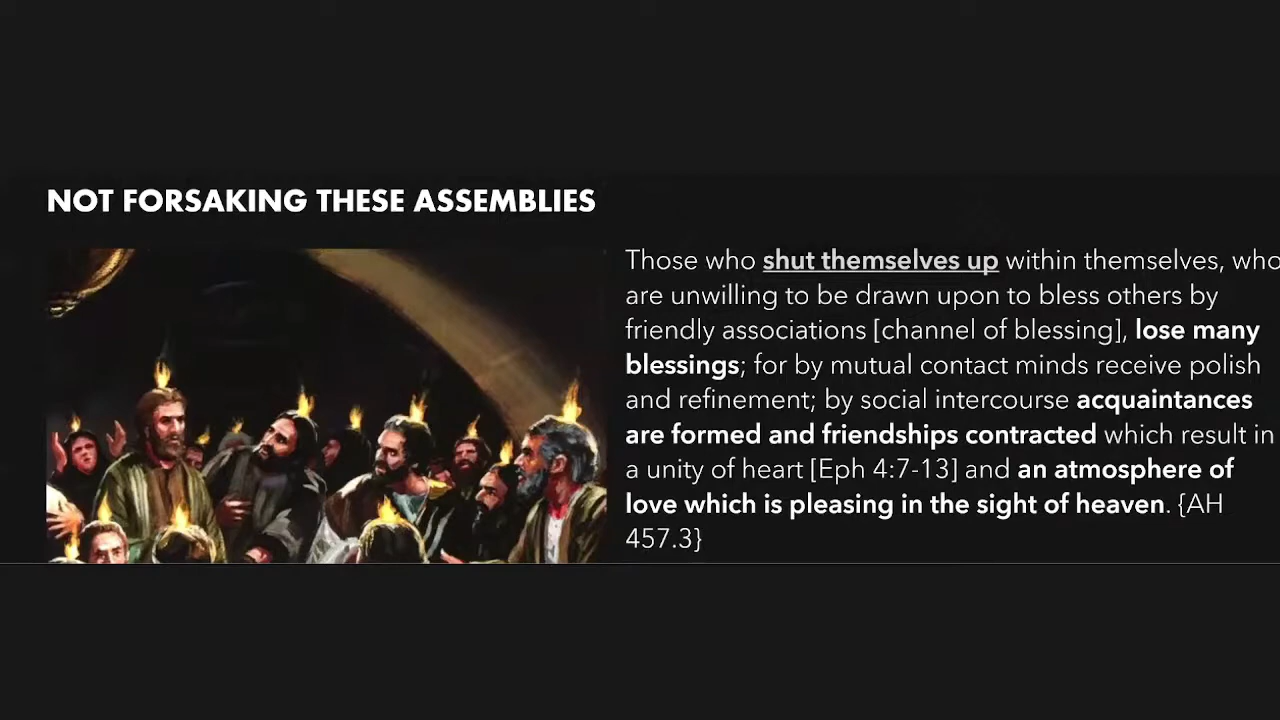 NOT FORSAKING THESE ASSEMBLIES
Those who shut themselves up within themselves, who
are unwilling to be drawn upon to bless others by
friendly associations [channel of blessing], lose many
blessings; for by mutual contact minds receive polish
and refinement; by social intercourse acquaintances
are formed and friendships contracted which result in
a unity of heart [Eph 4:7-13] and an atmosphere of
love which is pleasing in the sight of heaven. {AH
457.3}